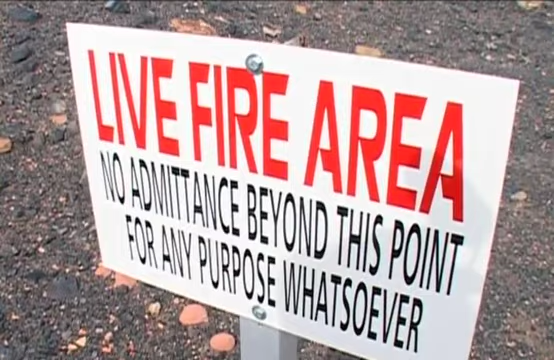 LIVE FIRE AREA
NO ADMITTANCE BEYOND THIS POINT
FOR ANY PURPOSE WHATSOEVER